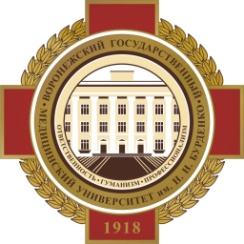 ВОРОНЕЖСКИЙ ГОСУДАРСТВЕННЫЙ
МЕДИЦИНСКИЙ УНИВЕРСИТЕТ им. Н. Н. БУРДЕНКО
ОТВЕТСТВЕННОСТЬ • ГУМАНИЗМ • ПРОФЕССИОНАЛИЗМ
1918